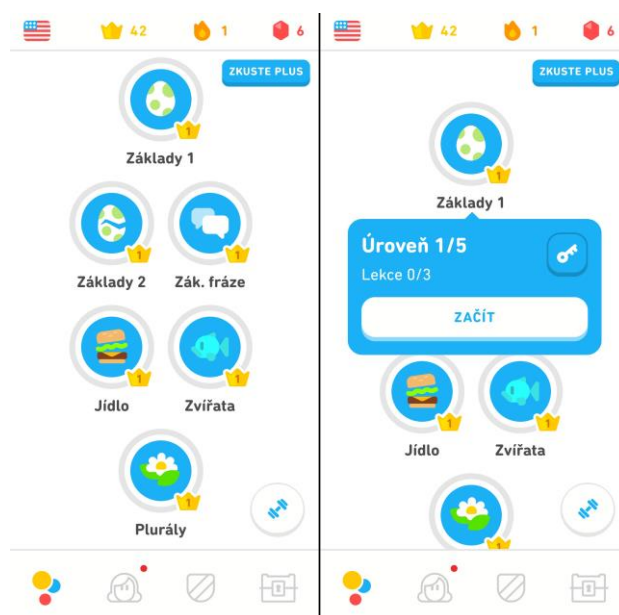 42 1 6
ZKUSTE PLUS
1
Základy 1
1 1
Základy 2 Zák. fráze
1 1
Jídlo Zvířata
1
Plurály
42 1 6
ZKUSTE PLUS
1
Základy 1
Úroveň 1/5
Lekce 0/3
ZAČÍT
1 1
Jídlo Zvířata
1